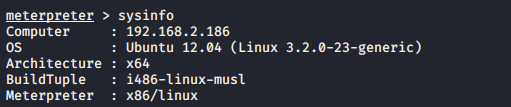 meterpreter > sysinfo
Computer     : 192.168.2.186
OS           : Ubuntu 12.04 (Linux 3.2.0-23-generic)
Architecture : x64
BuildTuple   : i486-linux-musl
Meterpreter  : x86/linux